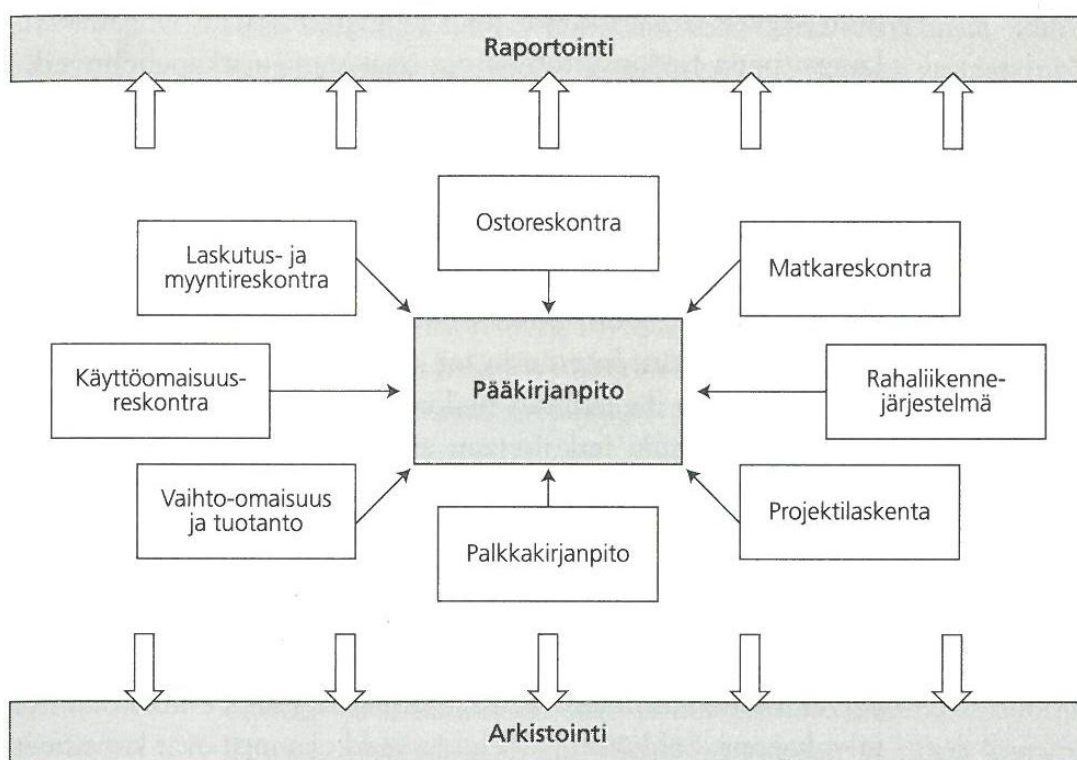 Raportointi
Ostoreskontra
Laskutus- ja
myyntireskontra
Matkareskontra
Käyttöomaisuus-
reskontra
Pääkirjanpito
Rahaliikenne-
järjestelmä
Vaihto-omaisuus
ja tuotanto
Palkkakirjanpito
Projektilaskenta
Arkistointi